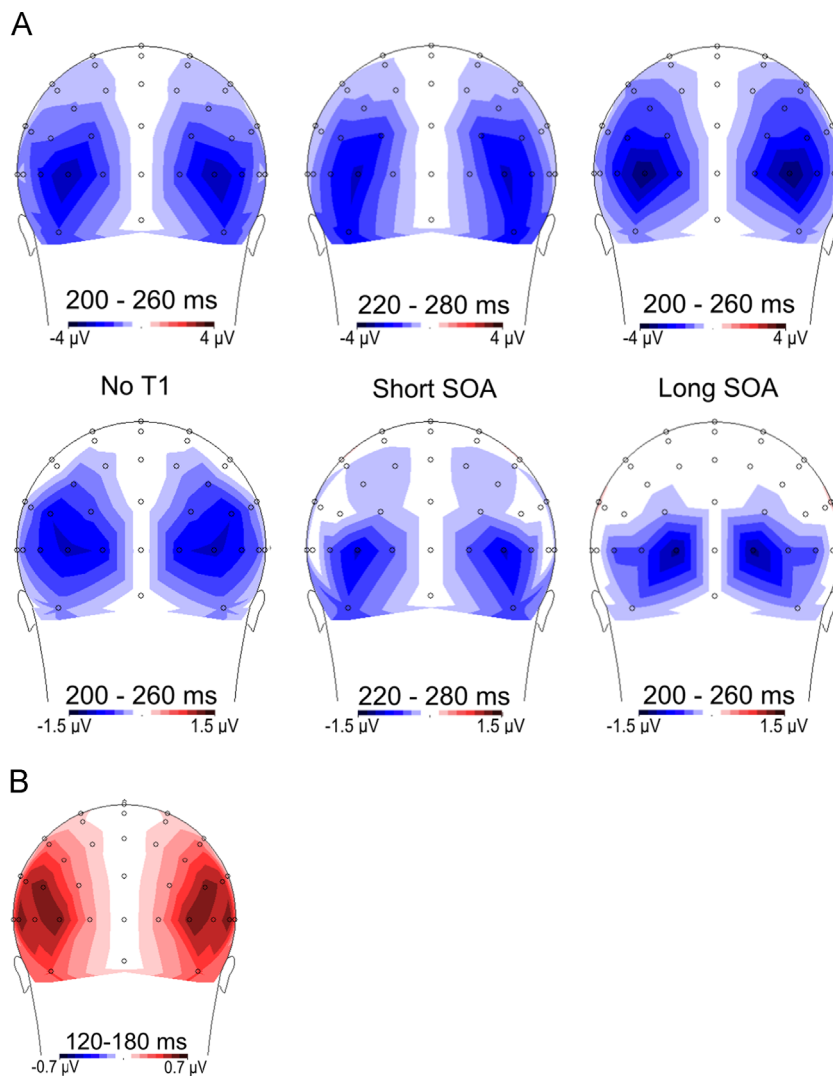 A
200 - 260 ms 220 - 280 ms 200 - 260 ms
-4 µV 4 µV -4 µV 4 µV -4 µV 4 µV
No T1 Short SOA Long SOA
200 - 260 ms 220 - 280 ms 200 - 260 ms
-1.5 µV 1.5 µV -1.5 µV 1.5 µV -1.5 µV 1.5 µV
B
120-180 ms
-0.7 µV 0.7 µV